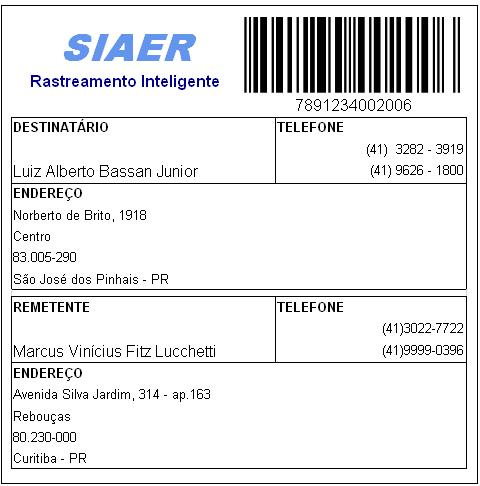 SIAER
Rastreamento Inteligente
7891234002006
DESTINATÁRIO
TELEFONE
(41) 3282 - 3919
Luiz Alberto Bassan Junior
(41) 9626 - 1800
ENDEREÇO
Norberto de Brito, 1918
Centro
83.005-290
São José dos Pinhais - PR
REMETENTE
TELEFONE
(41)3022-7722
Marcus Vinícius Fitz Lucchetti
(41)9999-0396
ENDEREÇO
Avenida Silva Jardim, 314 - ap.163
Rebouças
80.230-000
Curitiba - PR